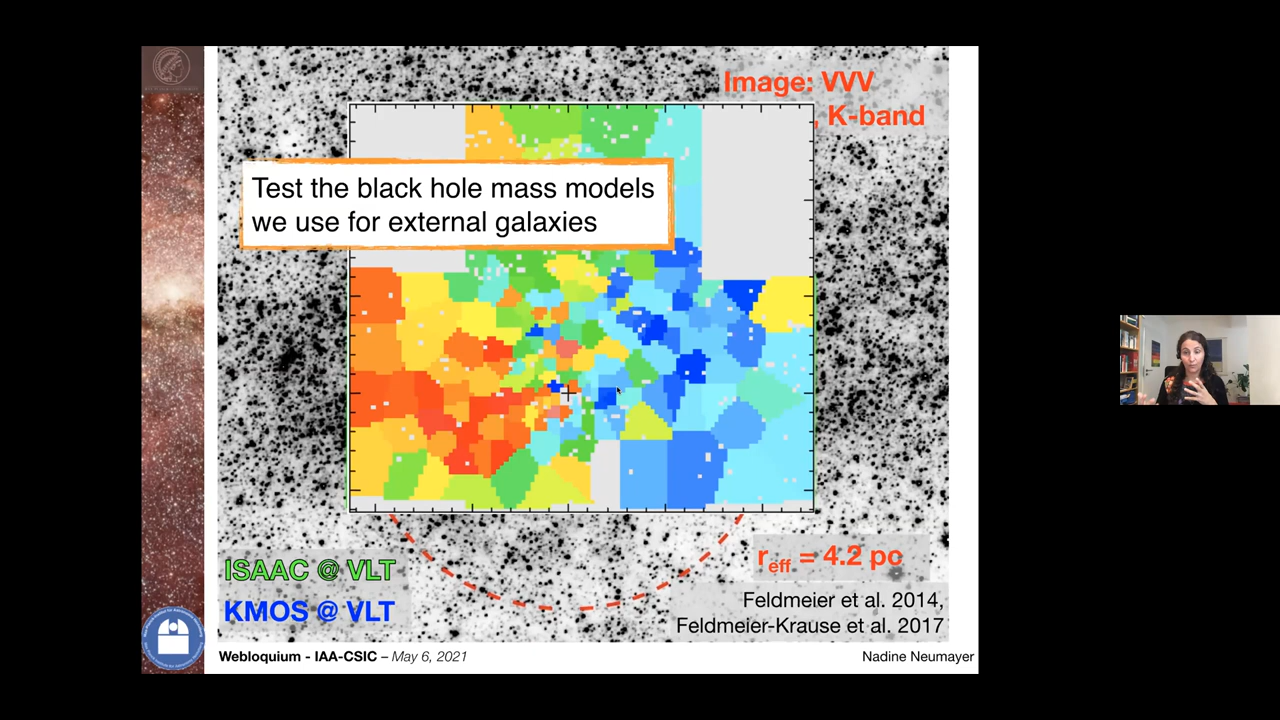 Image: VVV
, K-band
Test the black hole mass models
we use for external galaxies
ISAAC @ VLT
KMOS @ VLT
reff = 4.2 pc
Feldmeier et al. 2014,
Feldmeier-Krause et al. 2017
Webloquium - IAA-CSIC – May 6, 2021
Nadine Neumayer